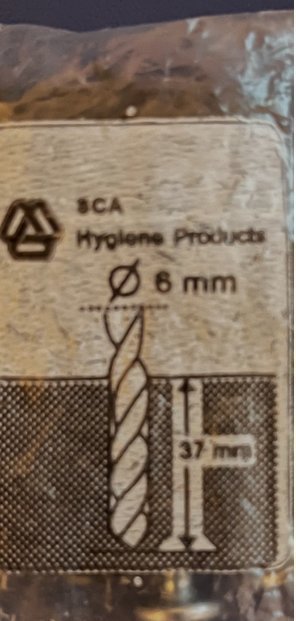 SCA
Hygiene Products
Ø 6 mm
37 mm